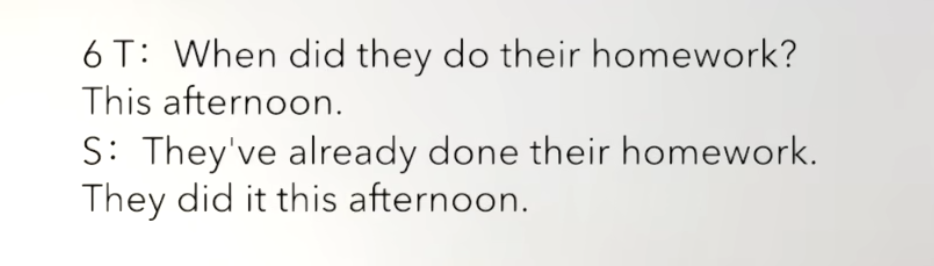 6 T: When did they do their homework?
This afternoon.
S: They've already done their homework.
They did it this afternoon.